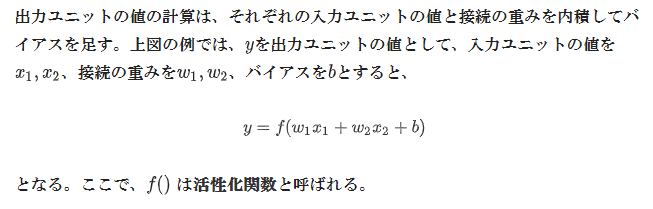 出力ユニットの値の計算は、それぞれの入力ユニットの値と接続の重みを内積してバ
イアスを足す。上図の例では、yを出力ユニットの値として、入力ユニットの値を
x₁, x₂、接続の重みをw₁, w₂、バイアスをbとすると、
y = f(w₁x₁ + w₂x₂ + b)
となる。ここで、f() は活性化関数と呼ばれる。